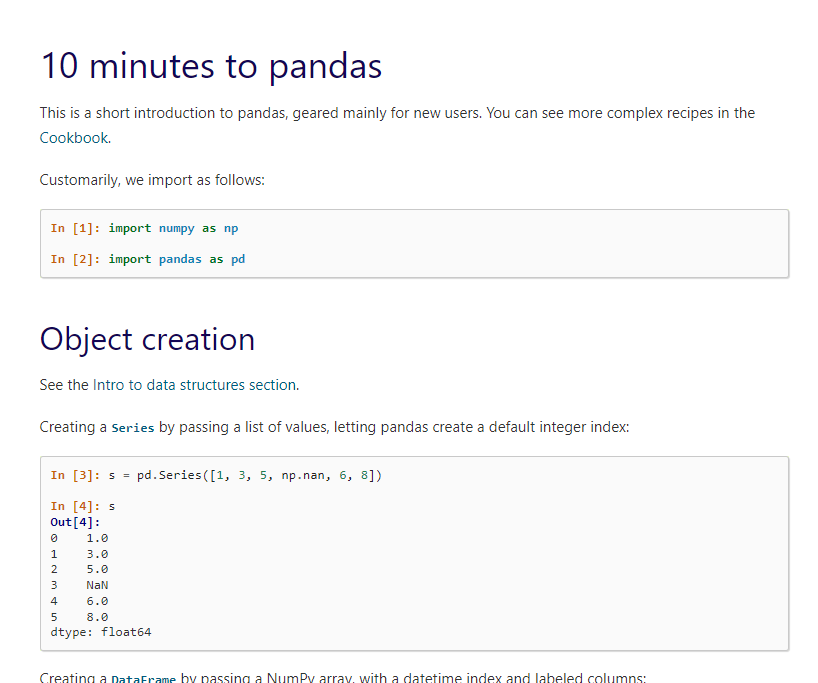 10 minutes to pandas
This is a short introduction to pandas, geared mainly for new users. You can see more complex recipes in the
Cookbook.
Customarily, we import as follows:
In [1]: import numpy as np
In [2]: import pandas as pd
Object creation
See the Intro to data structures section.
Creating a Series by passing a list of values, letting pandas create a default integer index:
In [3]: s = pd.Series([1, 3, 5, np.nan, 6, 8])
In [4]: s
Out[4]:
0    1.0
1    3.0
2    5.0
3    NaN
4    6.0
5    8.0
dtype: float64
Creating a DataFrame by passing a NumPy array, with a datetime index and labeled columns: